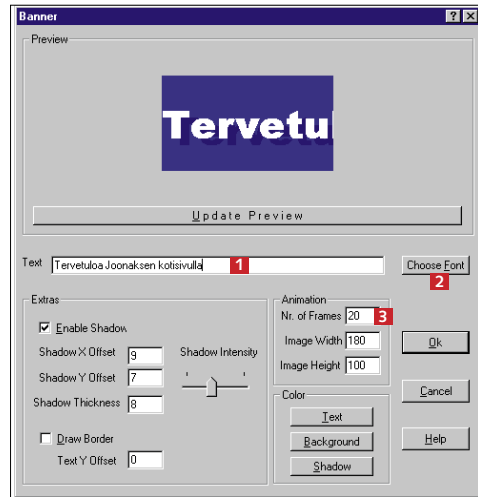 Banner
Preview
Tervetul
Update Preview
Text Tervetuloa Joonaksen kotisivulla 1
Choose Font
2
Extras
Enable Shadow
Shadow X Offset 9
Shadow Intensity
Shadow Y Offset 7
Shadow Thickness 8
Draw Border
Text Y Offset 0
Animation
Nr. of Frames 20 3
Image Width 180
Image Height 100
Color
Text
Background
Shadow
Ok
Cancel
Help